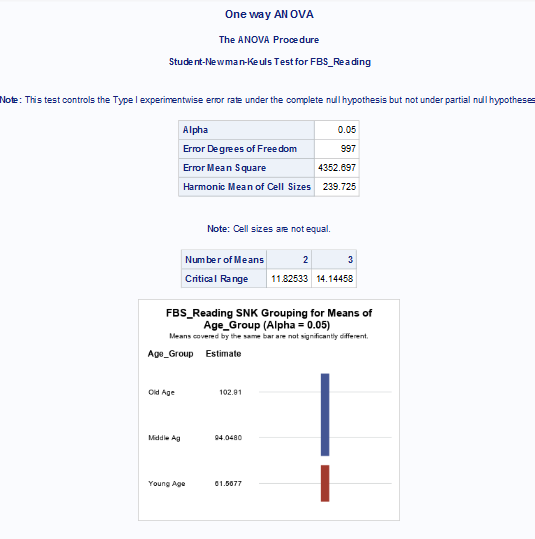 One way ANOVA
The ANOVA Procedure
Student-Newman-Keuls Test for FBS_Reading
Note: This test controls the Type I experimentwise error rate under the complete null hypothesis but not under partial null hypotheses
Alpha 0.05
Error Degrees of Freedom 997
Error Mean Square 4352.697
Harmonic Mean of Cell Sizes 239.725
Note: Cell sizes are not equal.
Number of Means 2 3
Critical Range 11.82533 14.14458
FBS_Reading SNK Grouping for Means of
Age_Group (Alpha = 0.05)
Means covered by the same bar are not significantly different.
Age_Group Estimate
Old Age 102.91
Middle Ag 94.0480
Young Age 61.5677